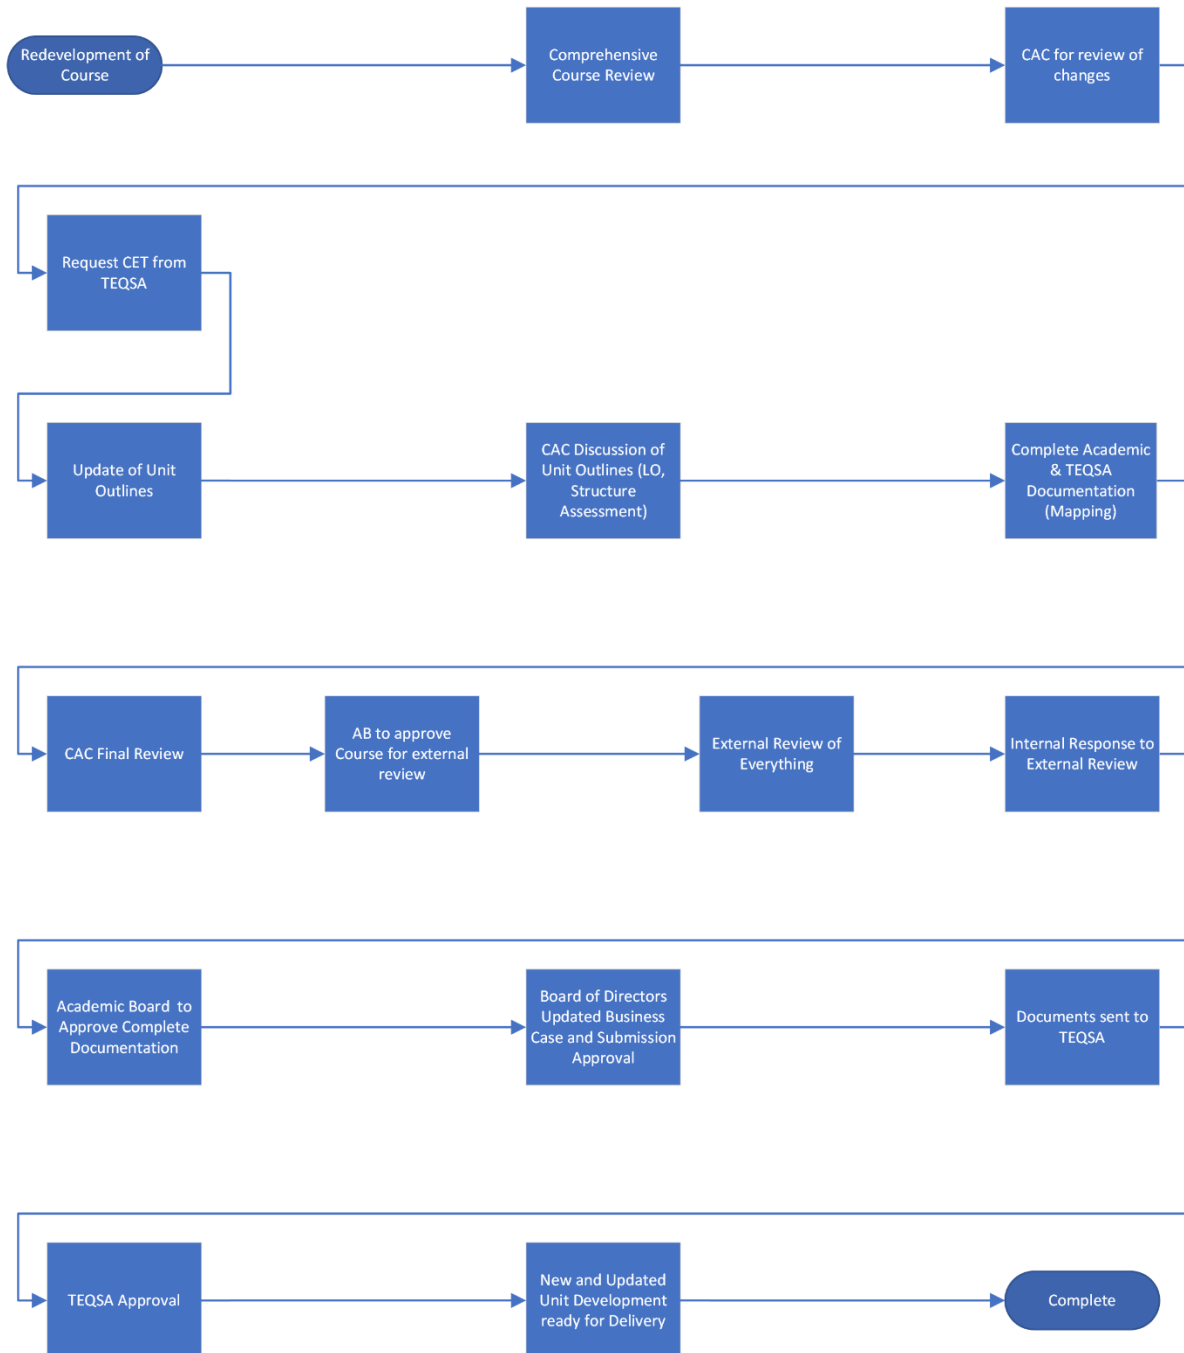 Redevelopment of
Course
Comprehensive
Course Review
CAC for review of
changes
Request CET from
TEQSA
Update of Unit
Outlines
CAC Discussion of
Unit Outlines (LO,
Structure
Assessment)
Complete Academic
& TEQSA
Documentation
(Mapping)
CAC Final Review
AB to approve
Course for external
review
External Review of
Everything
Internal Response to
External Review
Academic Board to
Approve Complete
Documentation
Board of Directors
Updated Business
Case and Submission
Approval
Documents sent to
TEQSA
TEQSA Approval
New and Updated
Unit Development
ready for Delivery
Complete